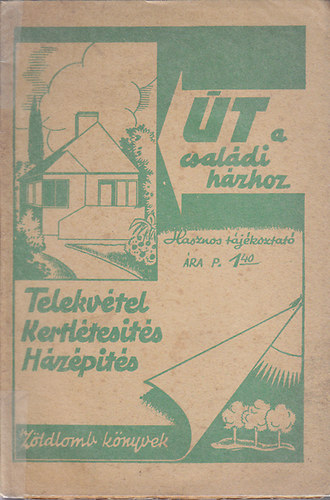 ÚT a
családi
házhoz
Hasznos tájékoztató
ÁRA P. 1 40
Telekvétel
Kertlétesítés
Házépítés
Zöldlomb könyvek